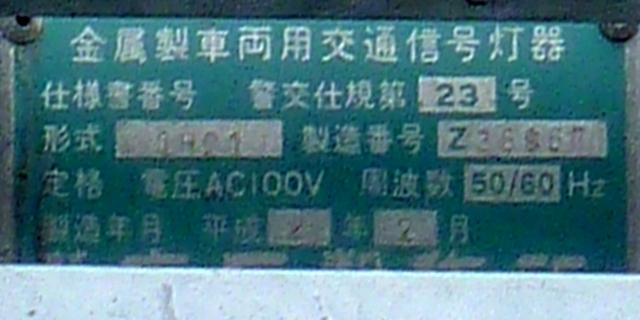 金属製車両用交通信号灯器
仕様書番号 警交仕規第 23 号
形式 製造番号
定格 電圧AC100V 周波数 50/60 Hz
製造年月 平成 2 年 2 月